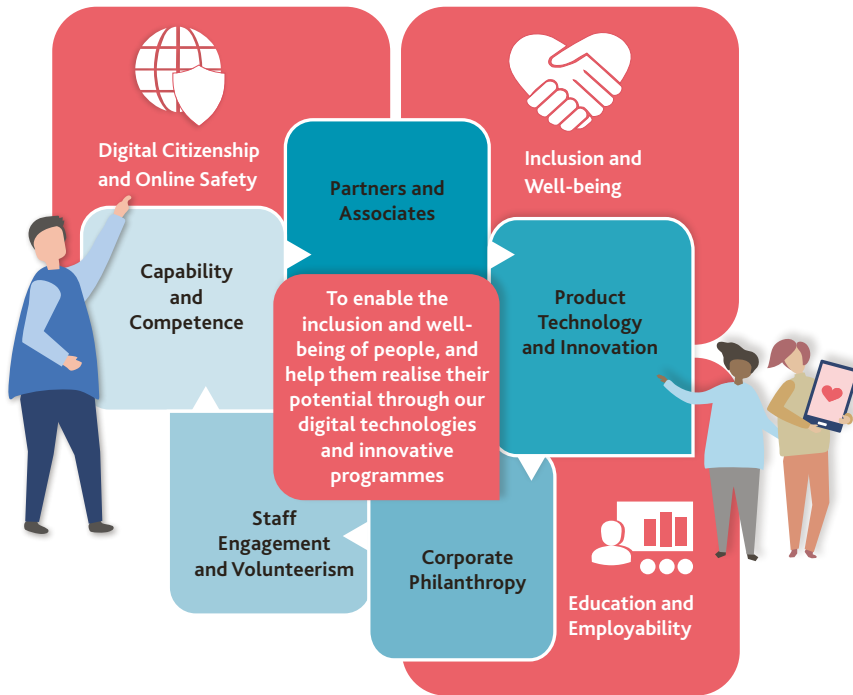 Digital Citizenship
and Online Safety
Inclusion and
Well-being
Partners and
Associates
Capability
and
Competence
Product
Technology
and Innovation
To enable the
inclusion and well-
being of people, and
help them realise their
potential through our
digital technologies
and innovative
programmes
Staff
Engagement
and Volunteerism
Corporate
Philanthropy
Education and
Employability